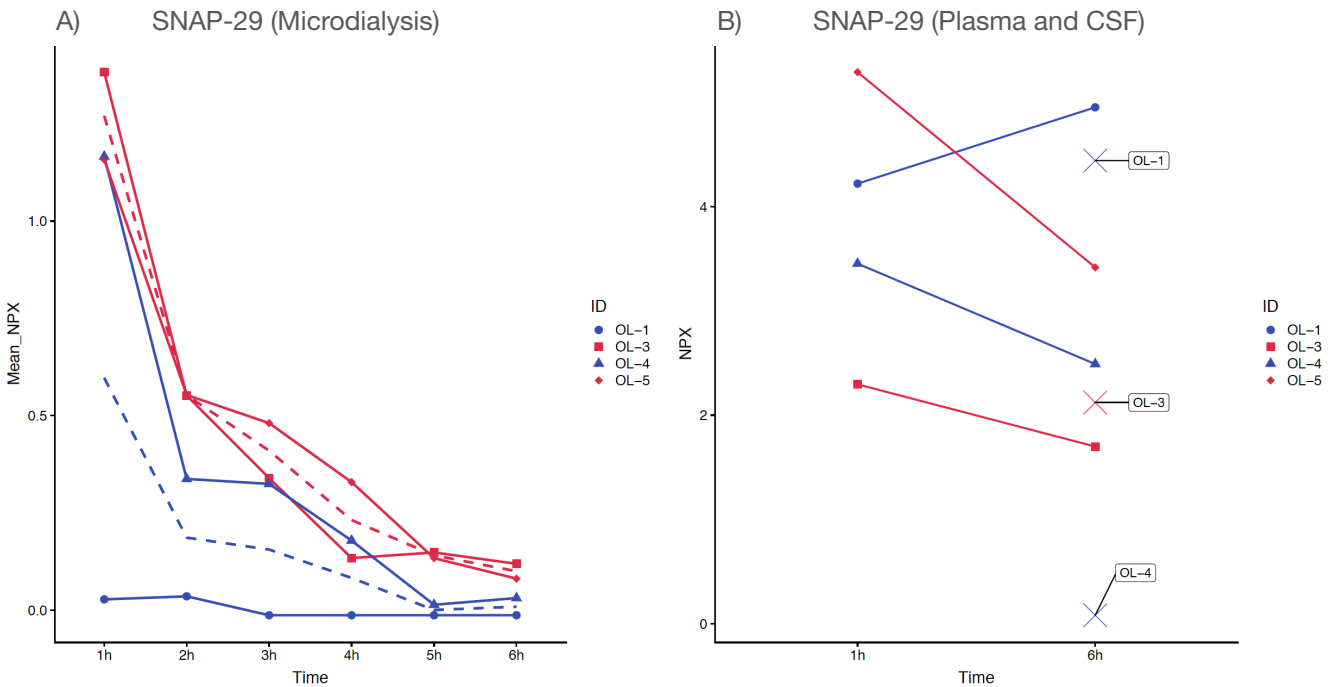 A) SNAP-29 (Microdialysis)
Mean_NPX
1.0
0.5
0.0
1h 2h 3h 4h 5h 6h
Time
ID
OL−1
OL−3
OL−4
OL−5
B) SNAP-29 (Plasma and CSF)
NPX
4
2
0
1h 6h
Time
OL−1
OL−3
OL−4
ID
OL−1
OL−3
OL−4
OL−5